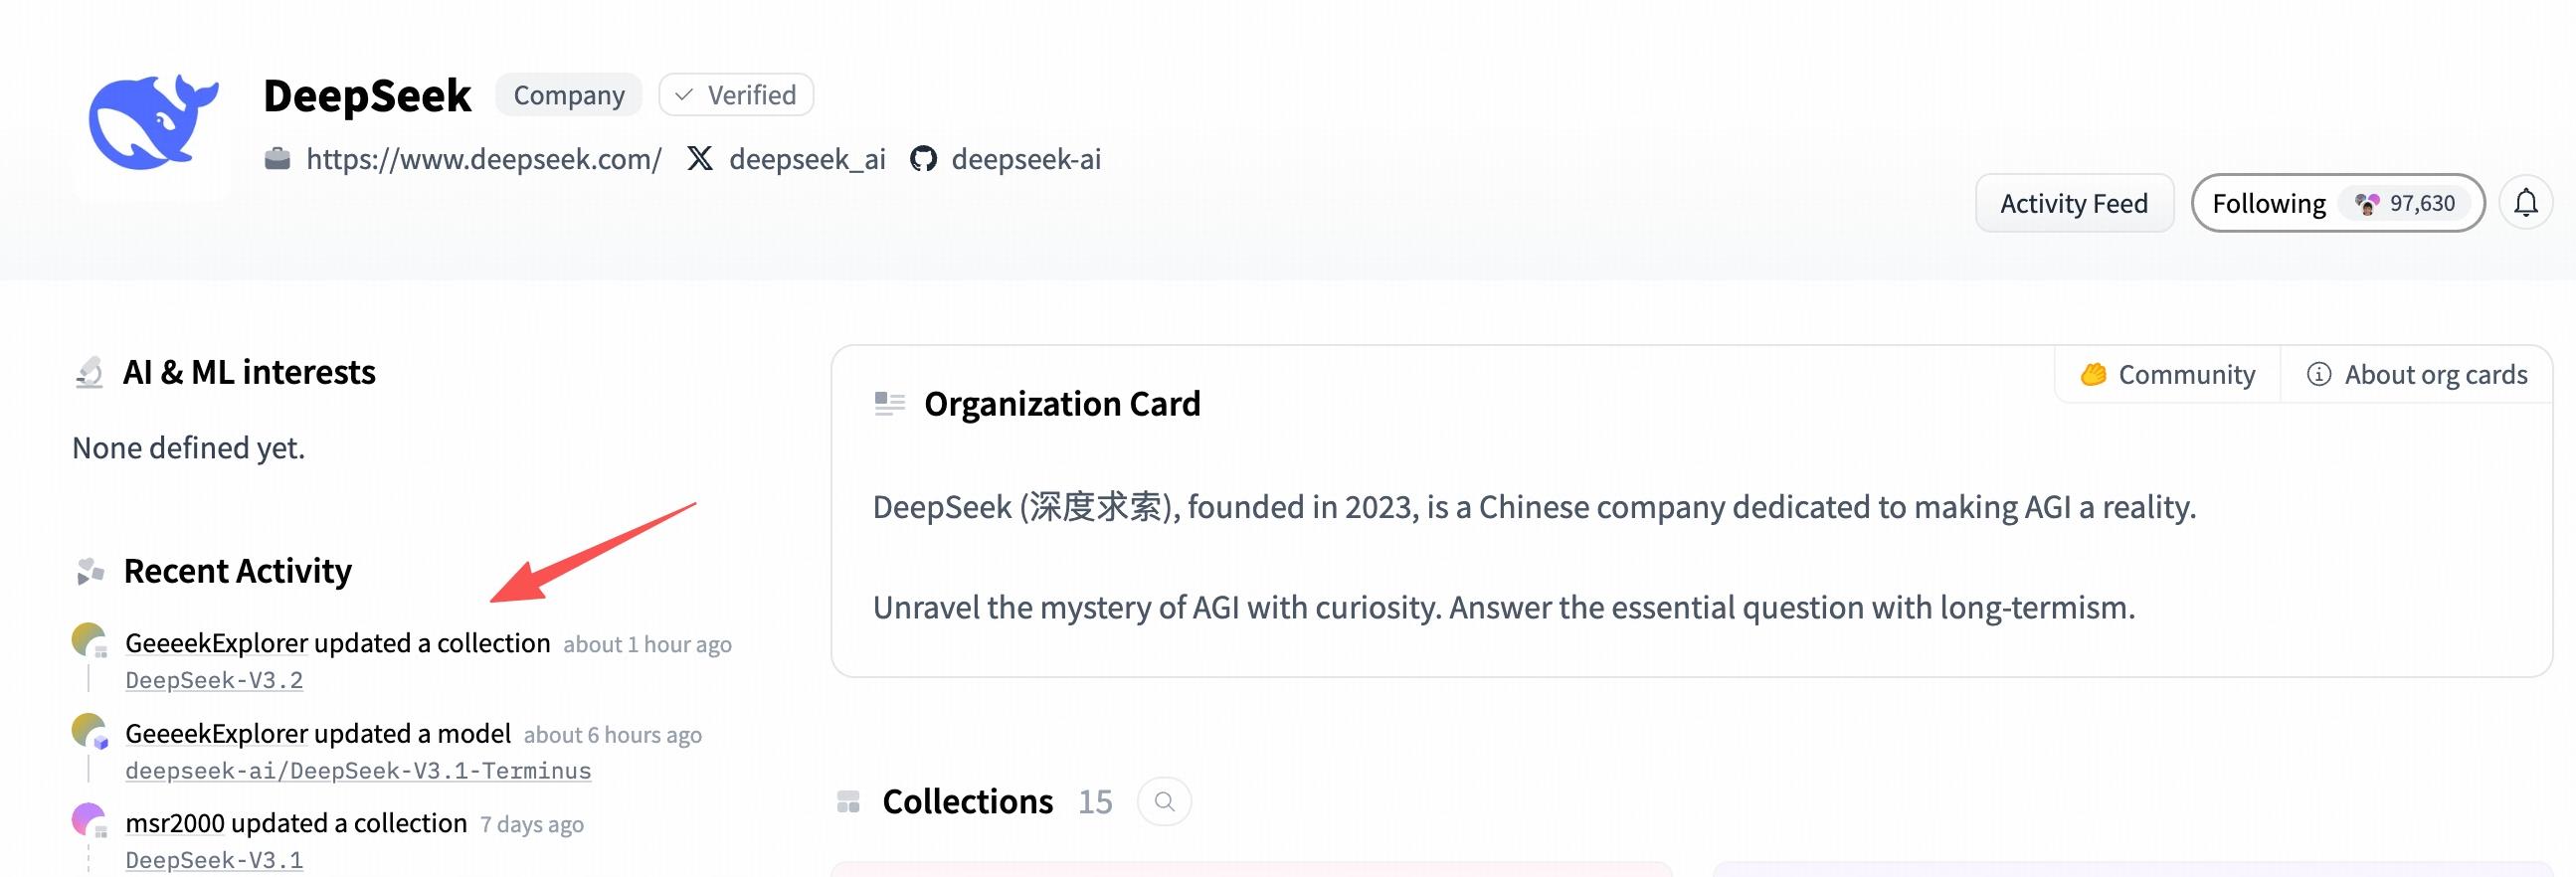 DeepSeek Company Verified
https://www.deepseek.com/ deepseek_ai deepseek-ai
Activity Feed Following 97,630
AI & ML interests
None defined yet.
Recent Activity
GeeeekExplorer updated a collection about 1 hour ago
DeepSeek-V3.2
GeeeekExplorer updated a model about 6 hours ago
deepseek-ai/DeepSeek-V3.1-Terminus
msr2000 updated a collection 7 days ago
DeepSeek-V3.1
Community About org cards
Organization Card
DeepSeek (深度求索), founded in 2023, is a Chinese company dedicated to making AGI a reality.
Unravel the mystery of AGI with curiosity. Answer the essential question with long-termism.
Collections 15